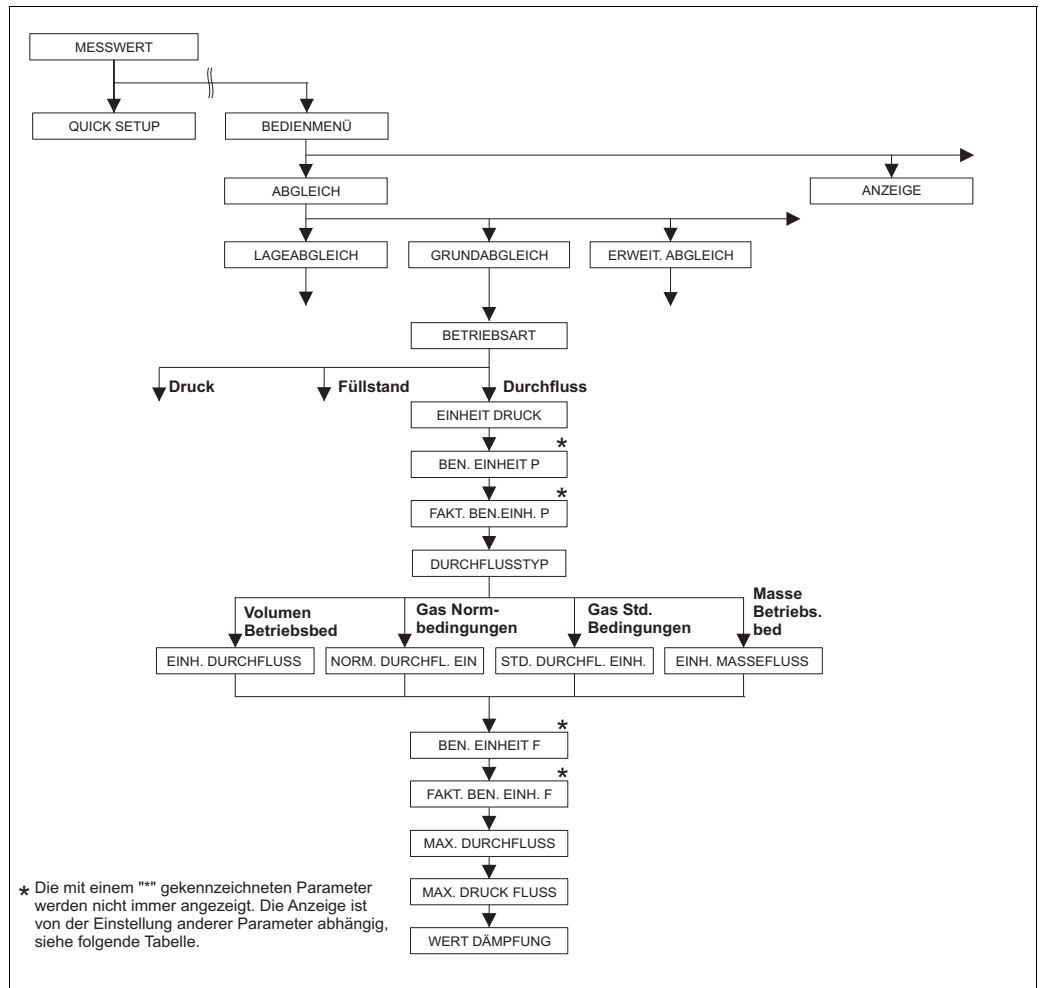 MESSWERT
QUICK SETUP
BEDIENMENÜ
ABGLEICH
ANZEIGE
LAGEABGLEICH
GRUNDABGLEICH
ERWEIT. ABGLEICH
BETRIEBSART
Druck
Füllstand
Durchfluss
EINHEIT DRUCK
*
BEN. EINHEIT P
*
FAKT. BEN.EINH. P
DURCHFLUSSTYP
Volumen
Betriebsbed
Gas Norm-
bedingungen
Gas Std.
Bedingungen
Masse
Betriebs.
bed
EINH. DURCHFLUSS
NORM. DURCHFL. EIN
STD. DURCHFL. EINH.
EINH. MASSEFLUSS
*
BEN. EINHEIT F
*
FAKT. BEN. EINH. F
MAX. DURCHFLUSS
MAX. DRUCK FLUSS
WERT DÄMPFUNG
* Die mit einem "*" gekennzeichneten Parameter
werden nicht immer angezeigt. Die Anzeige ist
von der Einstellung anderer Parameter abhängig,
siehe folgende Tabelle.